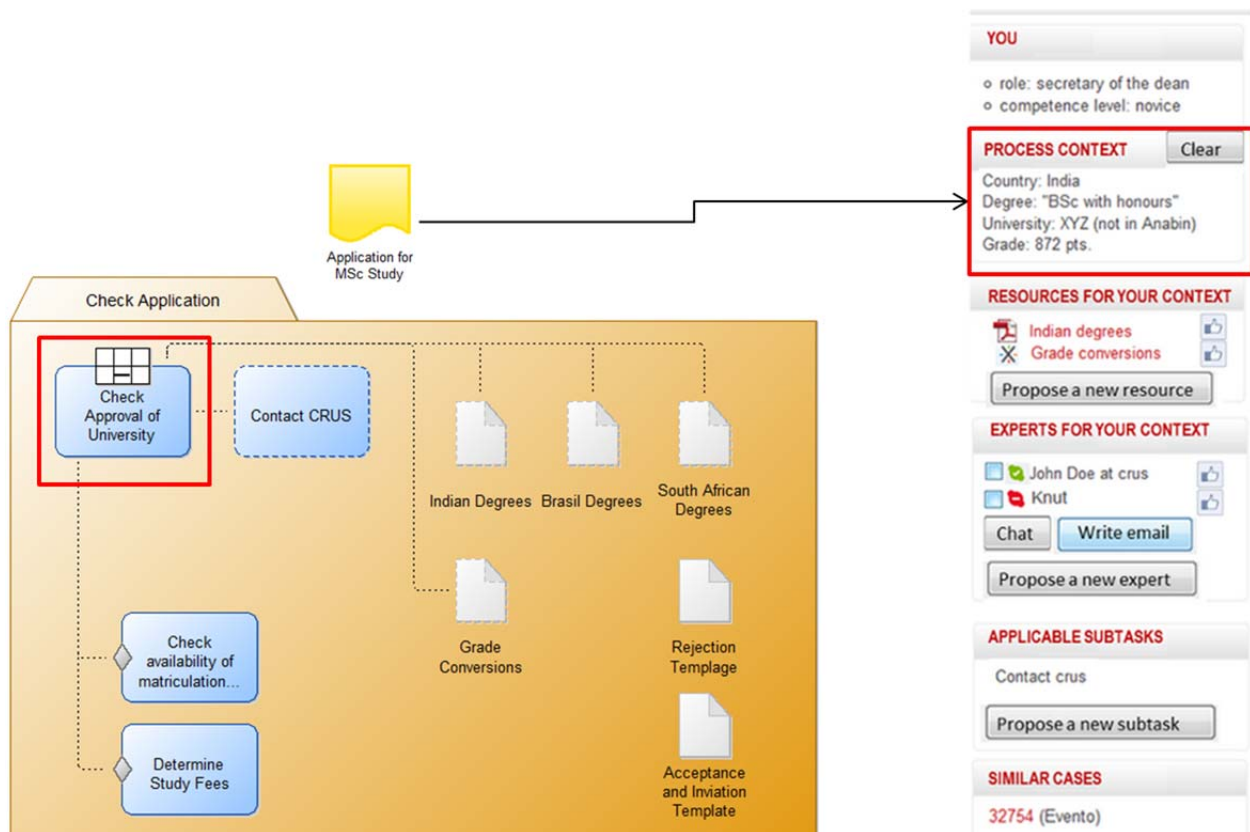 Application for
MSc Study
Check Application
Check
Approval of
University
Contact CRUS
Indian Degrees
Brasil Degrees
South African
Degrees
Grade
Conversions
Rejection
Templage
Check
availability of
matriculation...
Determine
Study Fees
Acceptance
and Inviation
Template
YOU
role: secretary of the dean
competence level: novice
PROCESS CONTEXT
Clear
Country: India
Degree: "BSc with honours"
University: XYZ (not in Anabin)
Grade: 872 pts.
RESOURCES FOR YOUR CONTEXT
Indian degrees
Grade conversions
Propose a new resource
EXPERTS FOR YOUR CONTEXT
John Doe at crus
Knut
Chat
Write email
Propose a new expert
APPLICABLE SUBTASKS
Contact crus
Propose a new subtask
SIMILAR CASES
32754 (Evento)